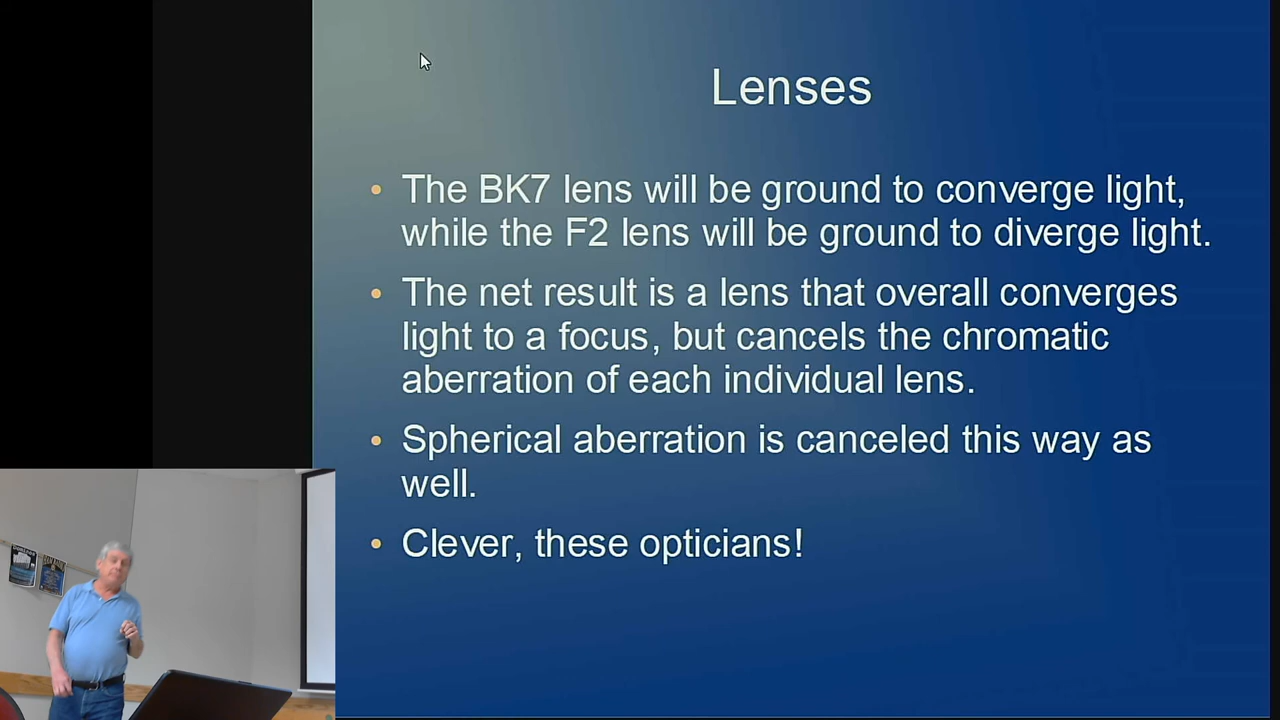 Lenses
• The BK7 lens will be ground to converge light,
while the F2 lens will be ground to diverge light.
• The net result is a lens that overall converges
light to a focus, but cancels the chromatic
aberration of each individual lens.
• Spherical aberration is canceled this way as
well.
• Clever, these opticians!